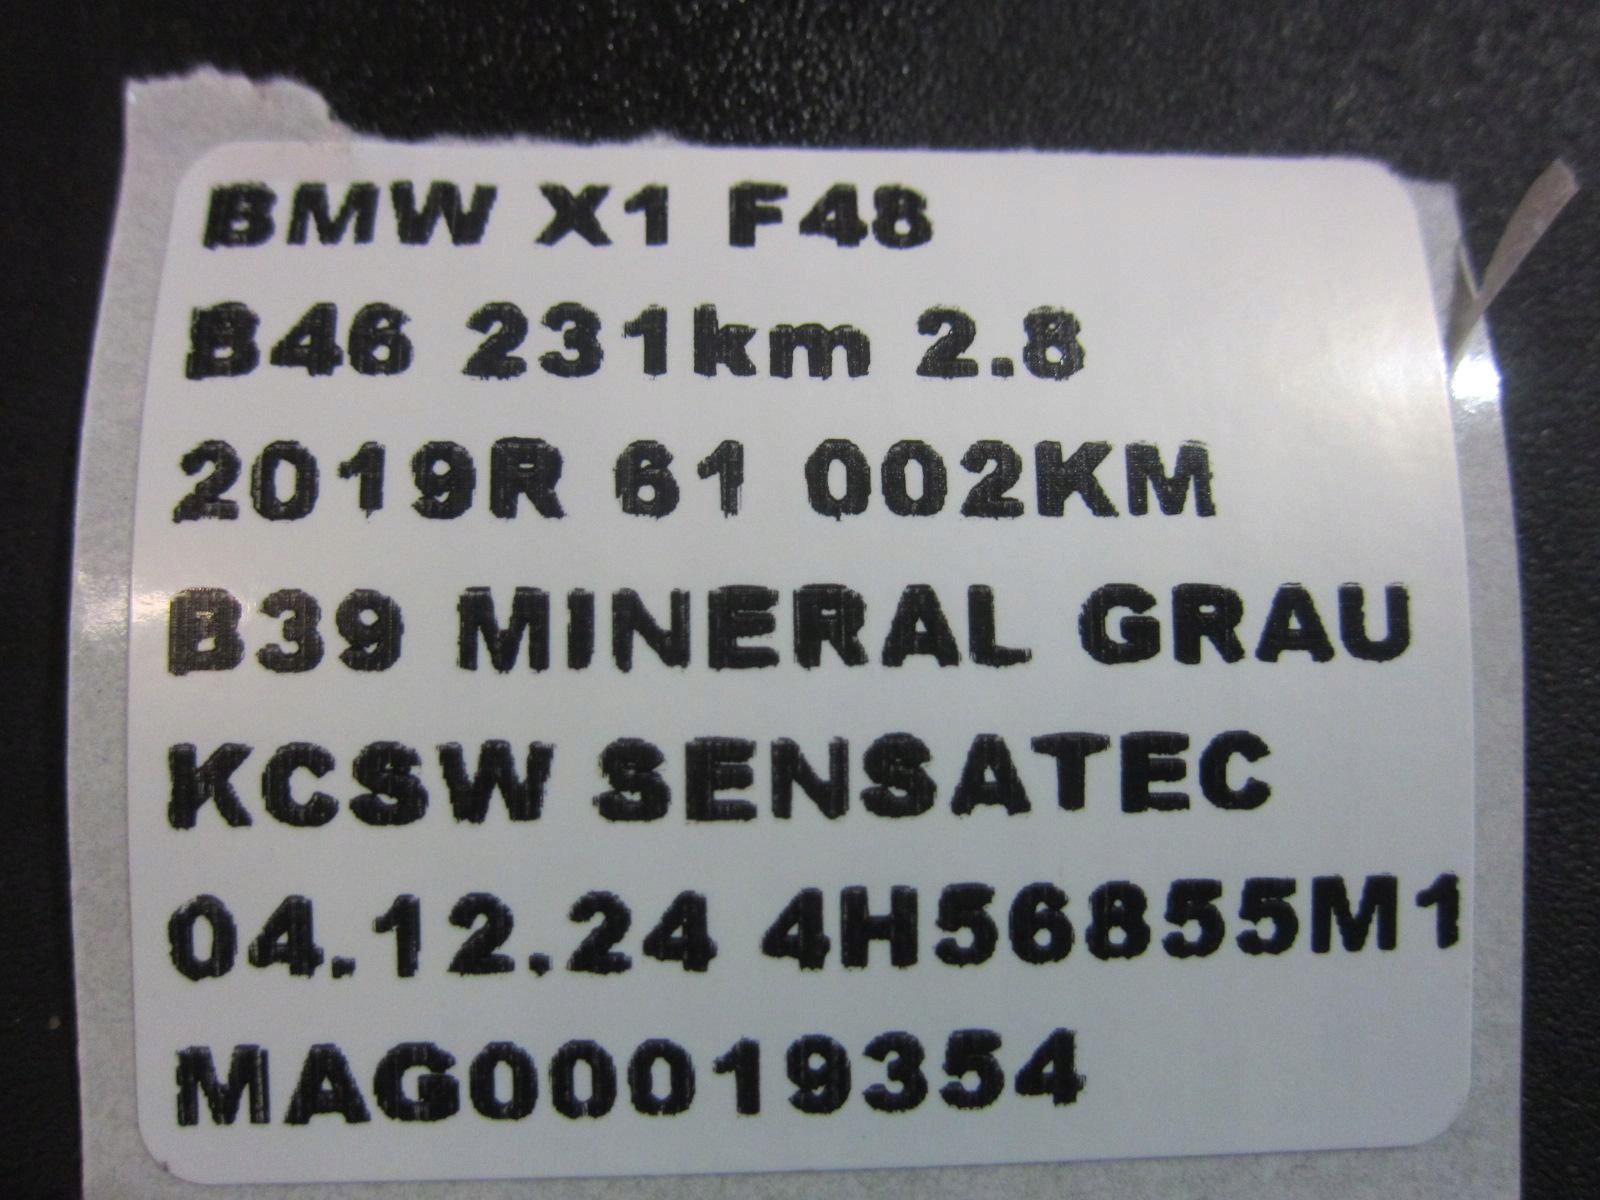 BMW X1 F48
B46 231km 2.8
2019R 61 002KM
B39 MINERAL GRAU
KCSW SENSATEC
04.12.24 4H56855M1
MAG00019354